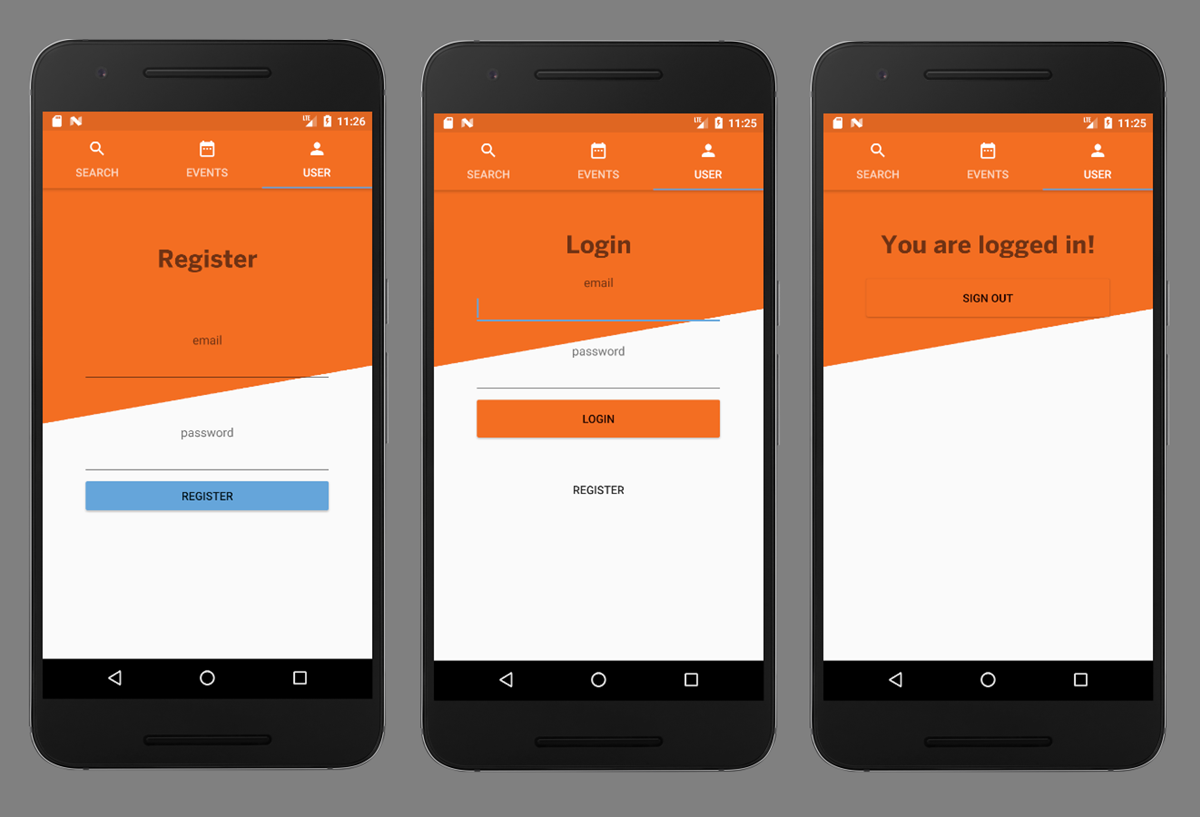 LTE 11:26
SEARCH EVENTS USER
Register
email
password
REGISTER
LTE 11:25
SEARCH EVENTS USER
Login
email
password
LOGIN
REGISTER
LTE 11:25
SEARCH EVENTS USER
You are logged in!
SIGN OUT